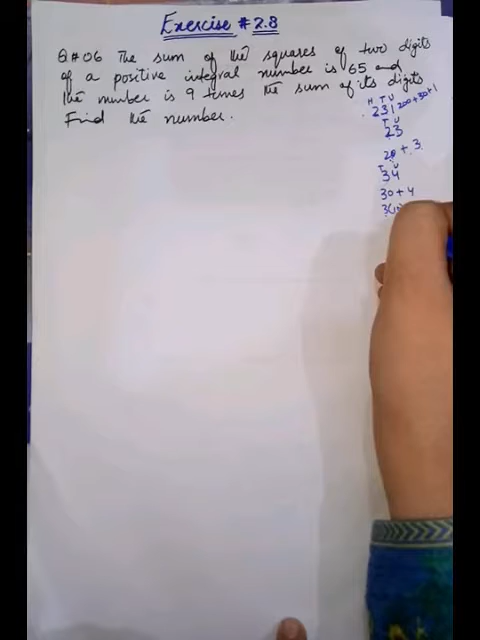 Exercise # 2.8
Q#06 The sum of the squares of two digits
of a positive integral number is 65 and
the number is 9 times the sum of its digits
Find the number.
H T U
231 200+30+1
T U
23
20 + 3
T U
34
30 + 4